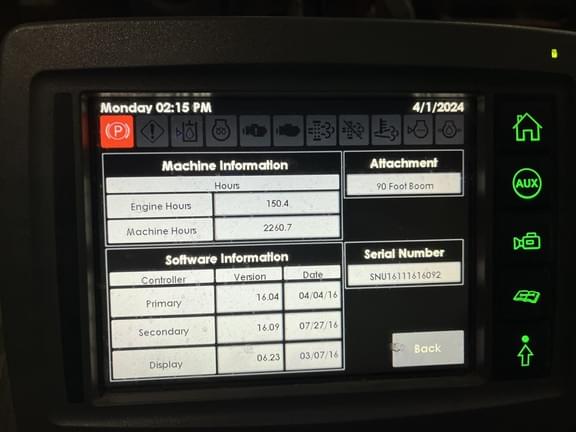 Monday 02:15 PM 4/1/2024
P
Machine Information
Hours
Engine Hours 150.4
Machine Hours 2260.7
Attachment
90 Foot Boom
Software Information
Controller Version Date
Primary 16.04 04/04/16
Secondary 16.09 07/27/16
Display 06.23 03/07/16
Serial Number
SNU16111616092
Back
AUX